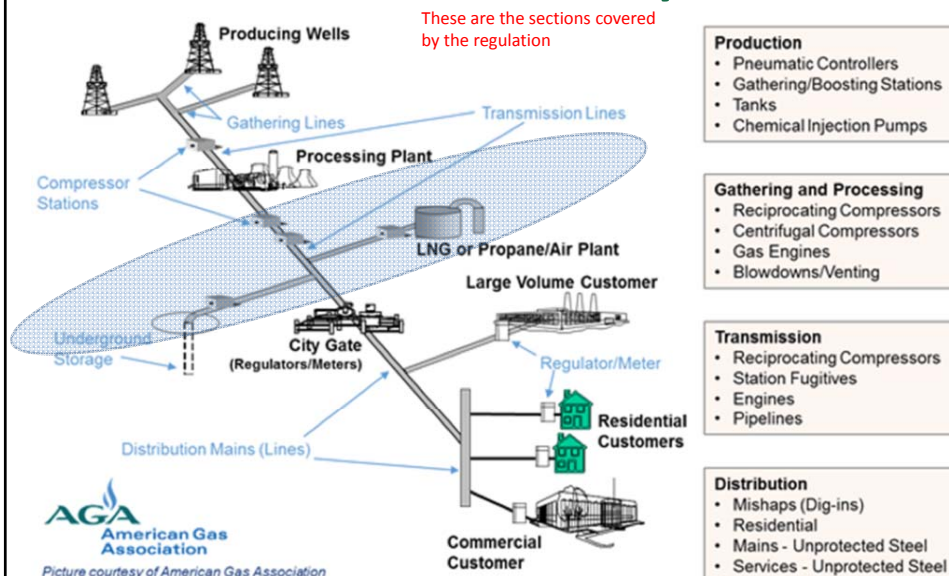 These are the sections covered
by the regulation
Producing Wells
Gathering Lines
Transmission Lines
Processing Plant
Compressor
Stations
LNG or Propane/Air Plant
Large Volume Customer
Underground
Storage
City Gate
(Regulators/Meters)
Regulator/Meter
Residential
Customers
Distribution Mains (Lines)
Commercial
Customer
AGA
American Gas
Association
Picture courtesy of American Gas Association
Production
• Pneumatic Controllers
• Gathering/Boosting Stations
• Tanks
• Chemical Injection Pumps
Gathering and Processing
• Reciprocating Compressors
• Centrifugal Compressors
• Gas Engines
• Blowdowns/Venting
Transmission
• Reciprocating Compressors
• Station Fugitives
• Engines
• Pipelines
Distribution
• Mishaps (Dig-ins)
• Residential
• Mains - Unprotected Steel
• Services - Unprotected Steel